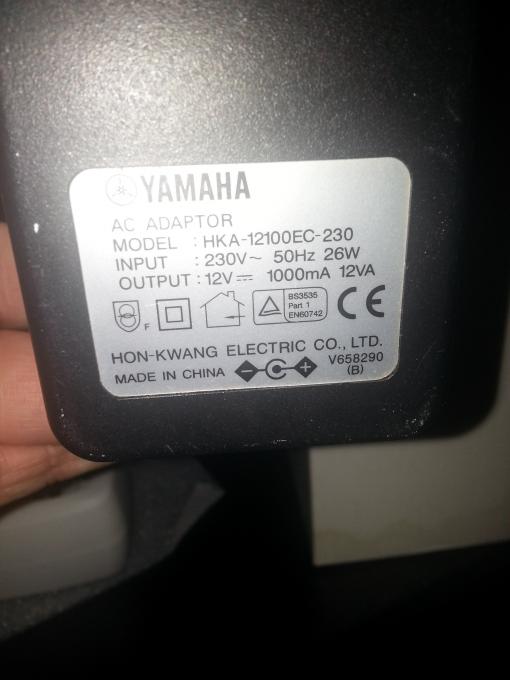 YAMAHA
AC ADAPTOR
MODEL : HKA-12100EC-230
INPUT : 230V~ 50Hz 26W
OUTPUT : 12V⎓ 1000mA 12VA
F
BS3535
Part 1
EN60742
CE
HON-KWANG ELECTRIC CO., LTD.
MADE IN CHINA - + V658290
(B)